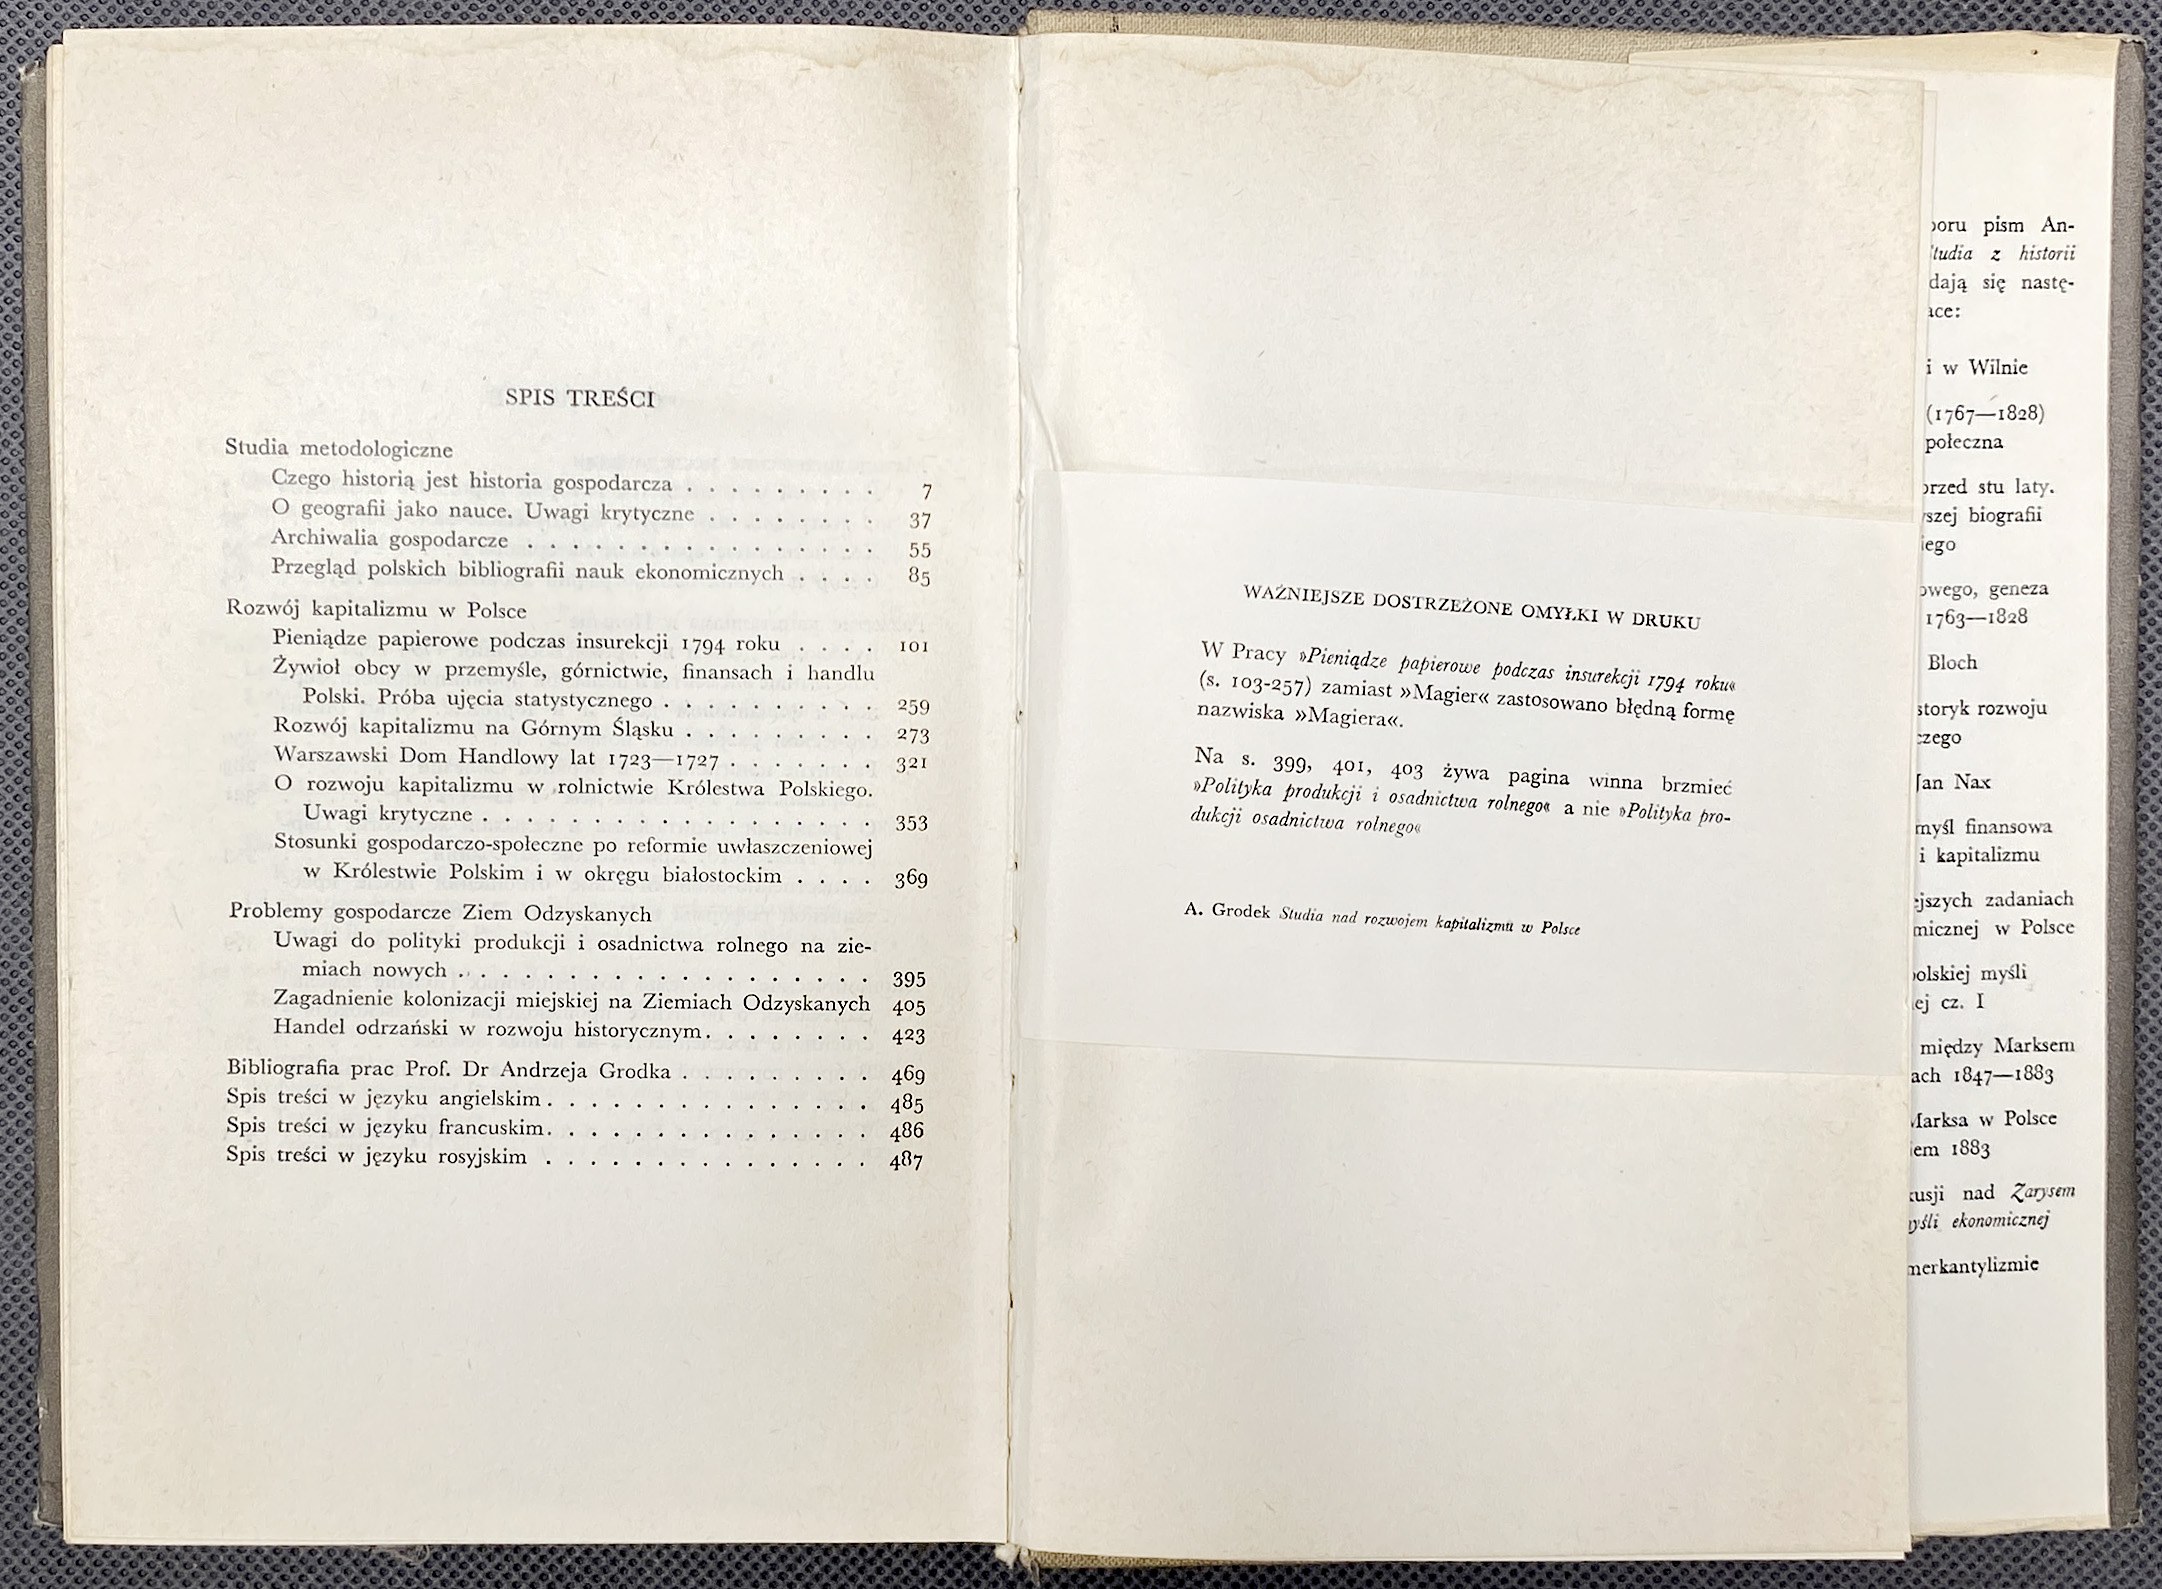 SPIS TREŚCI
Studia metodologiczne
Czego historią jest historia gospodarcza . . . . . . . . . 7
O geografii jako nauce. Uwagi krytyczne . . . . . . . . 37
Archiwalia gospodarcze . . . . . . . . . . . . . . . . 55
Przegląd polskich bibliografii nauk ekonomicznych . . . . 85
Rozwój kapitalizmu w Polsce
Pieniądze papierowe podczas insurekcji 1794 roku . . . . 101
Żywioł obcy w przemyśle, górnictwie, finansach i handlu
Polski. Próba ujęcia statystycznego . . . . . . . . . . 259
Rozwój kapitalizmu na Górnym Śląsku . . . . . . . . . 273
Warszawski Dom Handlowy lat 1723—1727 . . . . . . . 321
O rozwoju kapitalizmu w rolnictwie Królestwa Polskiego.
Uwagi krytyczne . . . . . . . . . . . . . . . . . 353
Stosunki gospodarczo-społeczne po reformie uwłaszczeniowej
w Królestwie Polskim i w okręgu białostockim . . . . 369
Problemy gospodarcze Ziem Odzyskanych
Uwagi do polityki produkcji i osadnictwa rolnego na zie-
miach nowych . . . . . . . . . . . . . . . . . . . 395
Zagadnienie kolonizacji miejskiej na Ziemiach Odzyskanych 405
Handel odrzański w rozwoju historycznym. . . . . . . . 423
Bibliografia prac Prof. Dr Andrzeja Grodka . . . . . . . . . 469
Spis treści w języku angielskim. . . . . . . . . . . . . . . 485
Spis treści w języku francuskim. . . . . . . . . . . . . . . 486
Spis treści w języku rosyjskim . . . . . . . . . . . . . . . 487
WAŻNIEJSZE DOSTRZEŻONE OMYŁKI W DRUKU
W Pracy »Pieniądze papierowe podczas insurekcji 1794 roku«
(s. 103-257) zamiast »Magier« zastosowano błędną formę
nazwiska »Magiera«.
Na s. 399, 401, 403 żywa pagina winna brzmieć
»Polityka produkcji i osadnictwa rolnego« a nie »Polityka pro-
dukcji osadnictwa rolnego«
A. Grodek Studia nad rozwojem kapitalizmu w Polsce
pism An-
z historii
się nastę-
i w Wilnie
(1767—1828)
stu laty.
biografii
geneza
1763—1828
Bloch
rozwoju
Jan Nax
finansowa
i kapitalizmu
zadaniach
w Polsce
myśli
cz. I
między Marksem
1847—1883
w Polsce
1883
nad Zarysem
ekonomicznej
merkantylizmie